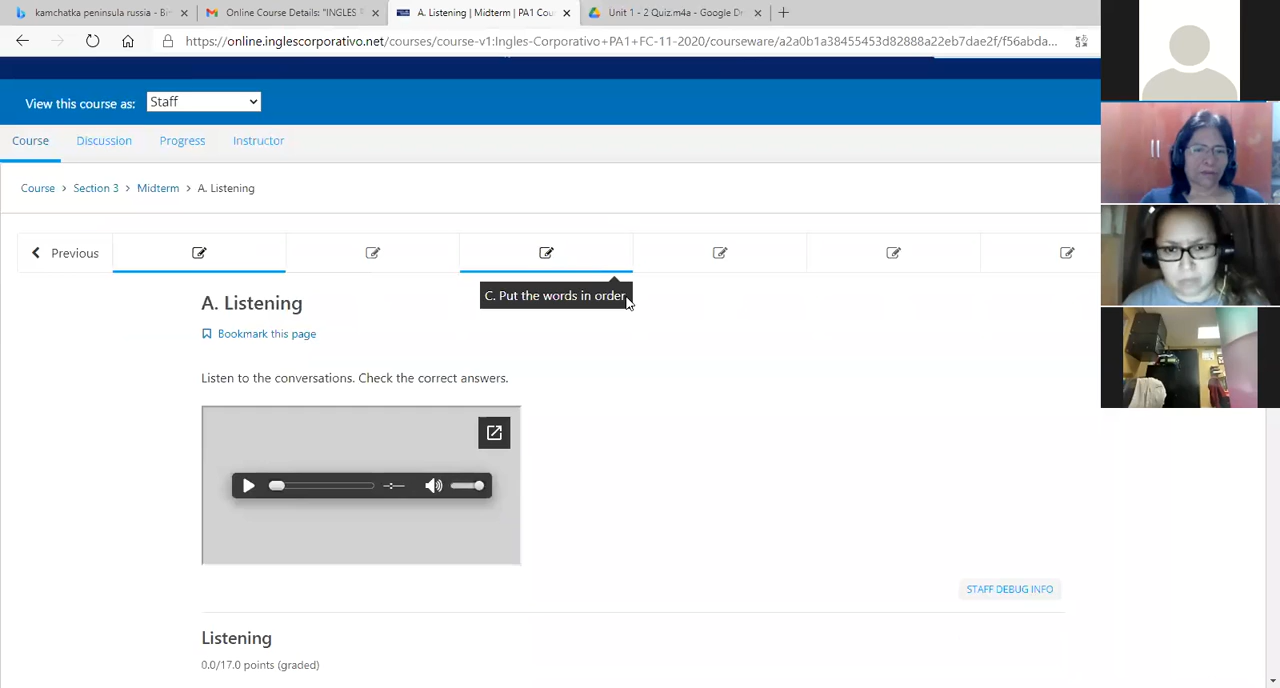 kamchatka peninsula russia - Bi
Online Course Details: "INGLES
A. Listening | Midterm | PA1 Cou
Unit 1 - 2 Quiz.m4a - Google Dr
https://online.inglescorporativo.net/courses/course-v1:Ingles-Corporativo+PA1+FC-11-2020/courseware/a2a0b1a38455453d82888a22eb7dae2f/f56abda...
View this course as: Staff
Course Discussion Progress Instructor
Course > Section 3 > Midterm > A. Listening
Previous
C. Put the words in order
A. Listening
Bookmark this page
Listen to the conversations. Check the correct answers.
-:--
STAFF DEBUG INFO
Listening
0.0/17.0 points (graded)